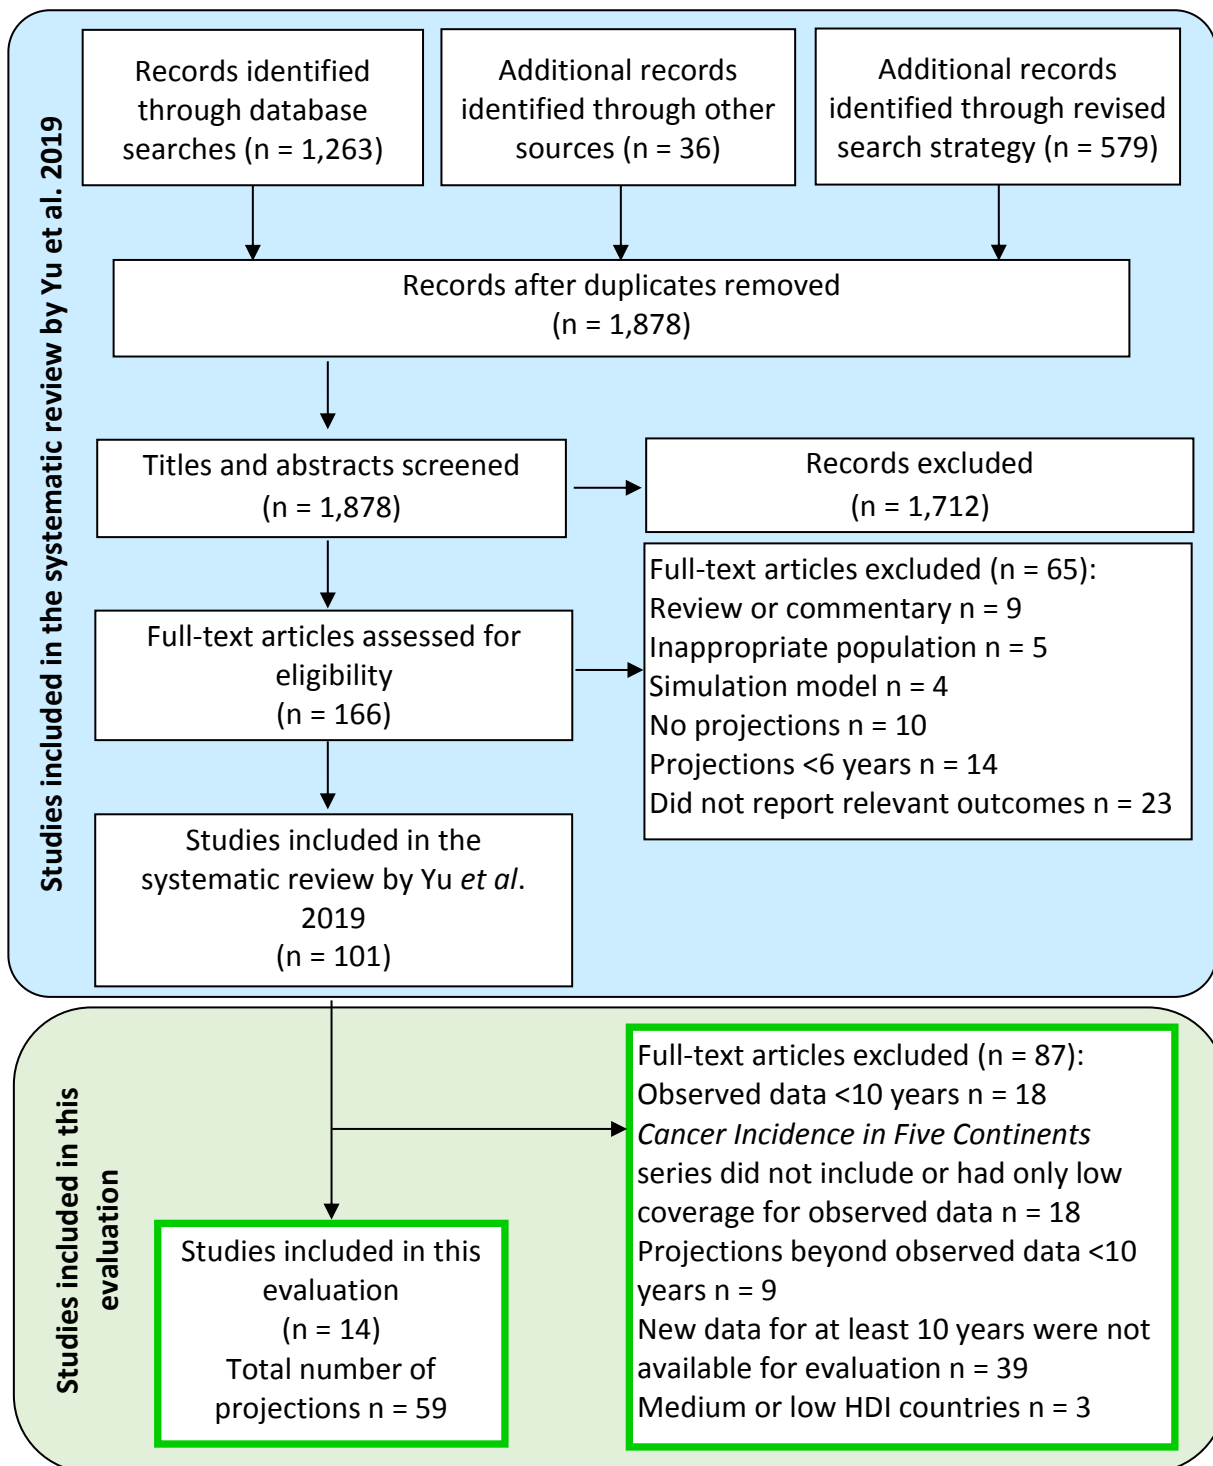 Studies included in the systematic review by Yu et al. 2019
Records identified
through database
searches (n = 1,263)
Additional records
identified through other
sources (n = 36)
Additional records
identified through revised
search strategy (n = 579)
Records after duplicates removed
(n = 1,878)
Titles and abstracts screened
(n = 1,878)
Records excluded
(n = 1,712)
Full-text articles assessed for
eligibility
(n = 166)
Full-text articles excluded (n = 65):
Review or commentary n = 9
Inappropriate population n = 5
Simulation model n = 4
No projections n = 10
Projections <6 years n = 14
Did not report relevant outcomes n = 23
Studies included in the
systematic review by Yu et al.
2019
(n = 101)
Studies included in this
evaluation
Full-text articles excluded (n = 87):
Observed data <10 years n = 18
Cancer Incidence in Five Continents
series did not include or had only low
coverage for observed data n = 18
Projections beyond observed data <10
years n = 9
New data for at least 10 years were not
available for evaluation n = 39
Medium or low HDI countries n = 3
Studies included in this
evaluation
(n = 14)
Total number of
projections n = 59